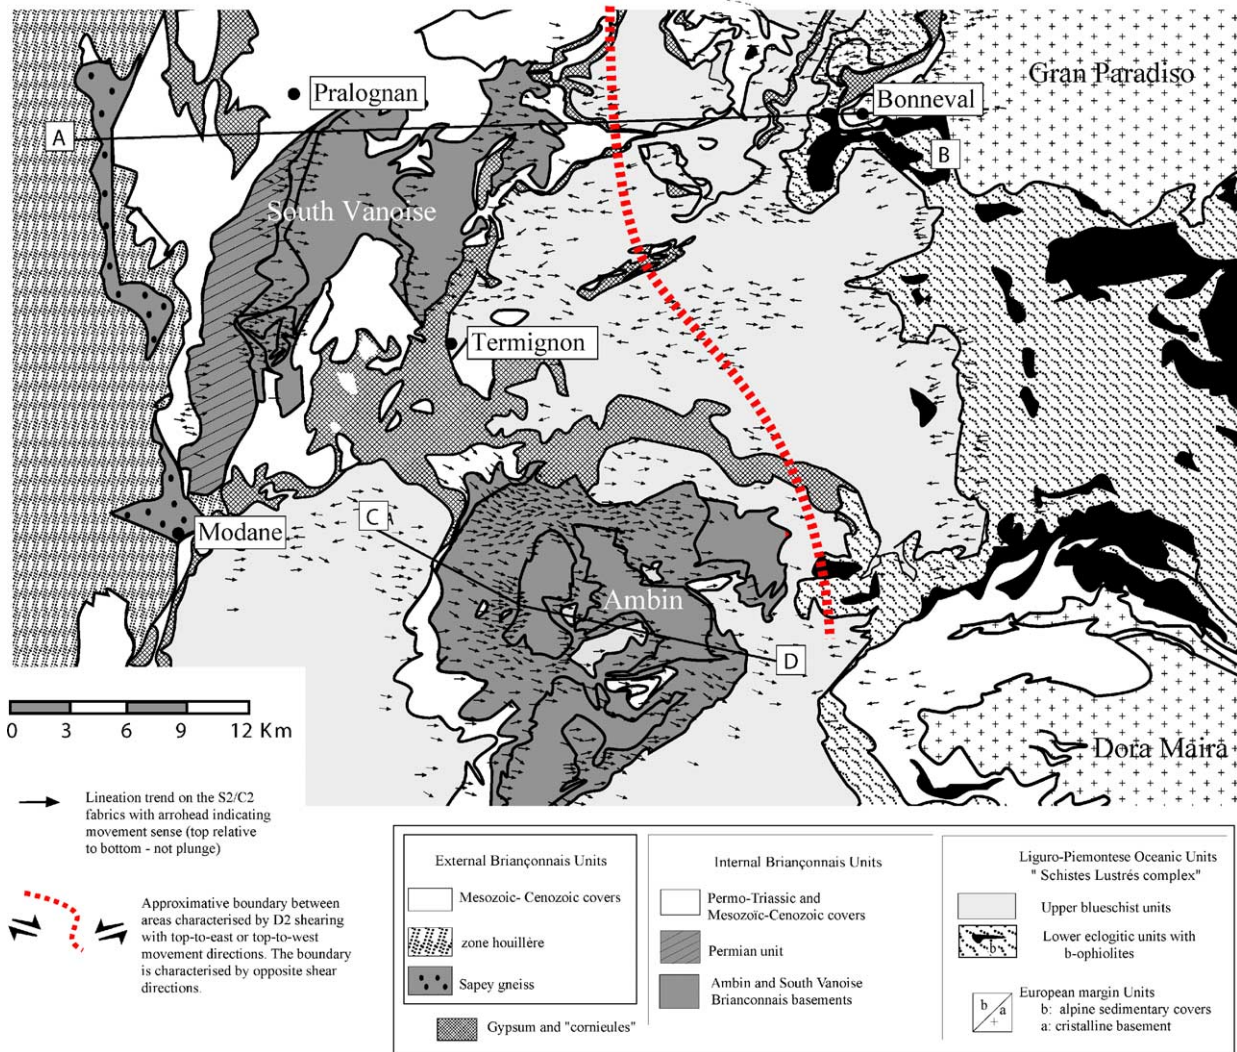 Gran Paradiso
Pralognan
Bonneval
A
B
South Vanoise
Termignon
Modane
C
Ambin
D
Dora Maira
0 3 6 9 12 Km
Lineation trend on the S2/C2
fabrics with arrohead indicating
movement sense (top relative
to bottom - not plunge)
Approximative boundary between
areas characterised by D2 shearing
with top-to-east or top-to-west
movement directions. The boundary
is characterised by opposite shear
directions.
External Briançonnais Units
Mesozoic- Cenozoic covers
zone houillère
Sapey gneiss
Gypsum and "cornieules"
Internal Briançonnais Units
Permo-Triassic and
Mesozoïc-Cenozoic covers
Permian unit
Ambin and South Vanoise
Brianconnais basements
Liguro-Piemontese Oceanic Units
" Schistes Lustrés complex"
Upper blueschist units
b
Lower eclogitic units with
b-ophiolites
b a
European margin Units
b: alpine sedimentary covers
a: cristalline basement